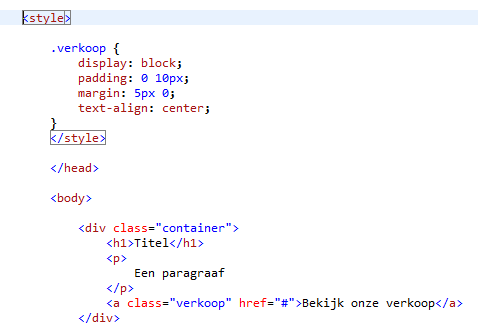 <style>
.verkoop {
display: block;
padding: 0 10px;
margin: 5px 0;
text-align: center;
}
</style>
</head>
<body>
<div class="container">
<h1>Titel</h1>
<p>
Een paragraaf
</p>
<a class="verkoop" href="#">Bekijk onze verkoop</a>
</div>